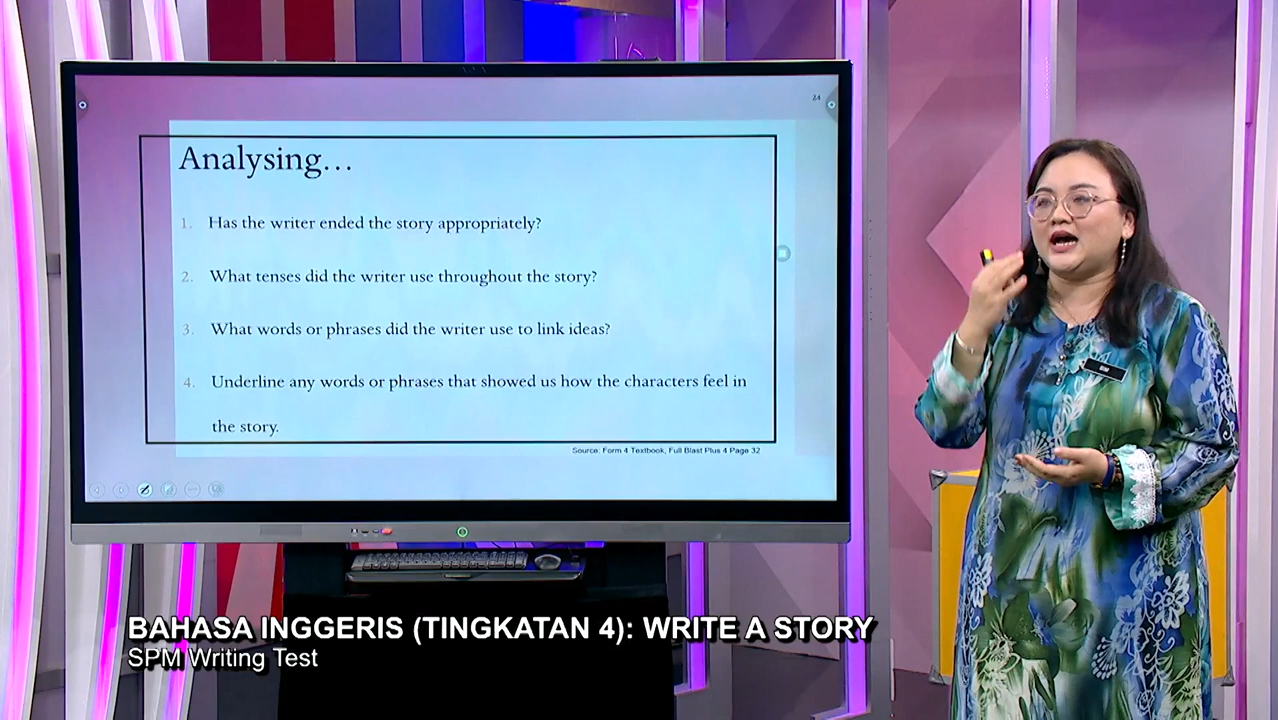 24
Analysing…
1. Has the writer ended the story appropriately?
2. What tenses did the writer use throughout the story?
3. What words or phrases did the writer use to link ideas?
4. Underline any words or phrases that showed us how the characters feel in
the story.
Source: Form 4 Textbook, Full Blast Plus 4 Page 32
BAHASA INGGERIS (TINGKATAN 4): WRITE A STORY
SPM Writing Test